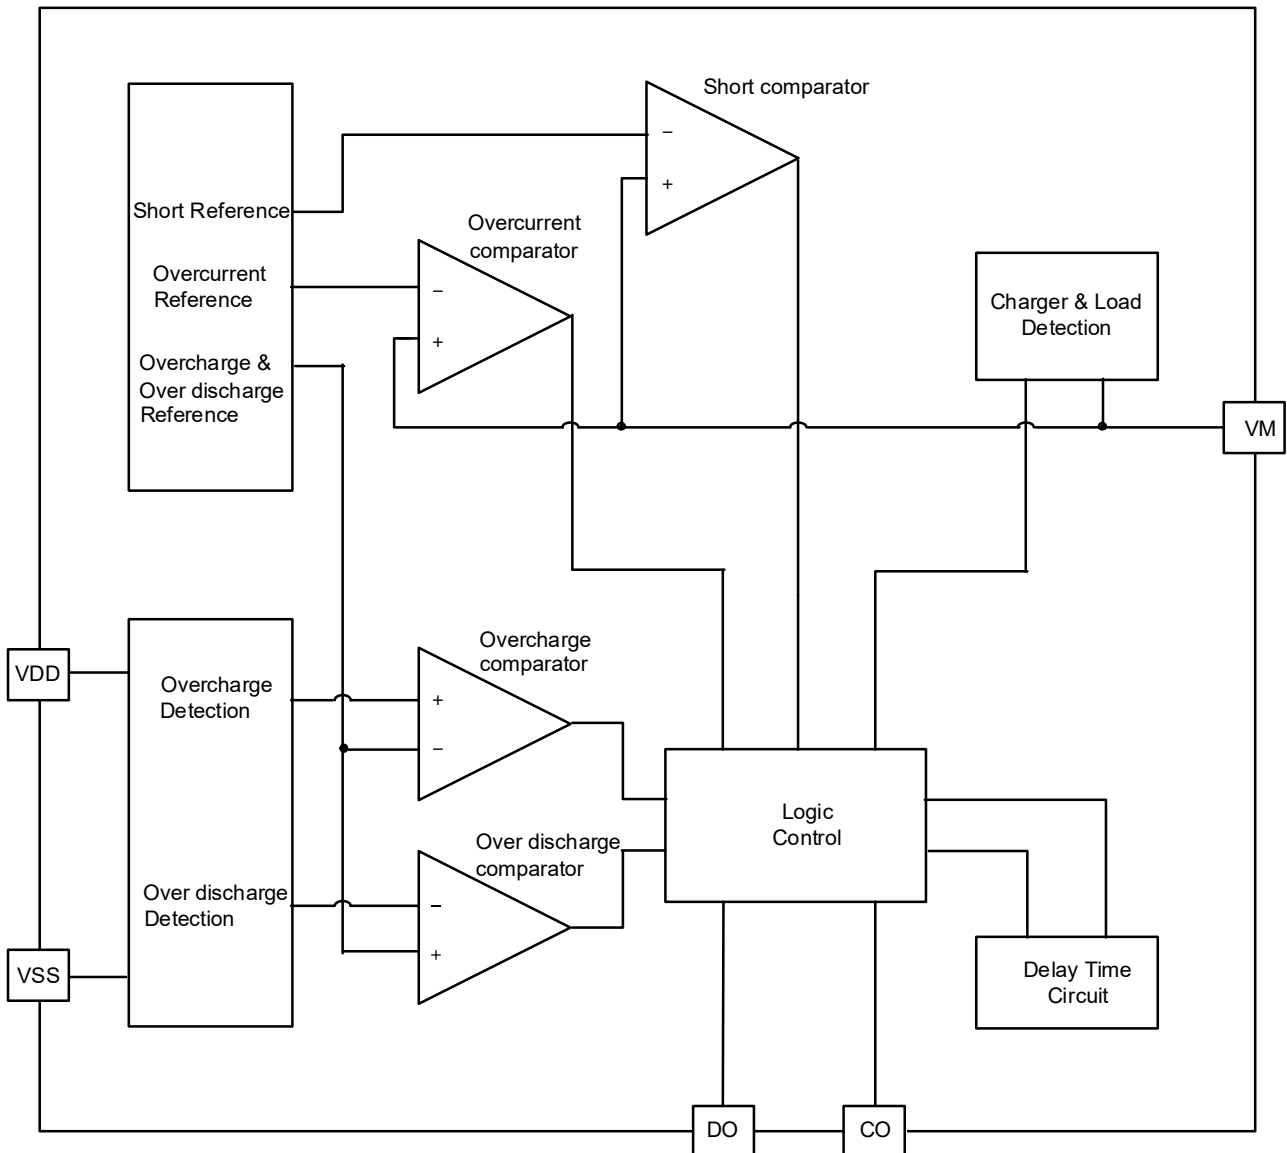 Short comparator
−
+
Short Reference
Overcurrent
comparator
Overcurrent
Reference
−
+
Overcharge &
Over discharge
Reference
Charger & Load
Detection
VM
VDD
Overcharge
Detection
Overcharge
comparator
+
−
Logic
Control
Over discharge
comparator
Over discharge
Detection
−
+
VSS
Delay Time
Circuit
DO
CO